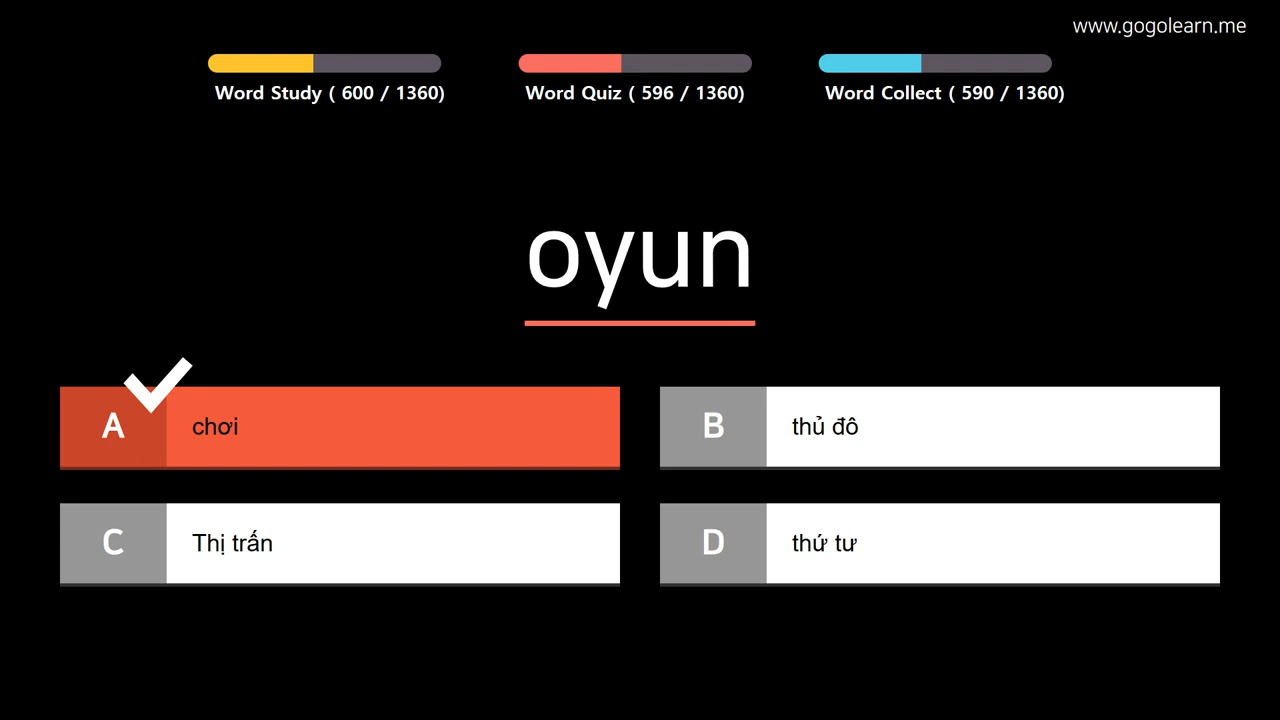 www.gogolearn.me
Word Study ( 600 / 1360)
Word Quiz ( 596 / 1360)
Word Collect ( 590 / 1360)
oyun
A
chơi
B
thủ đô
C
Thị trấn
D
thứ tư